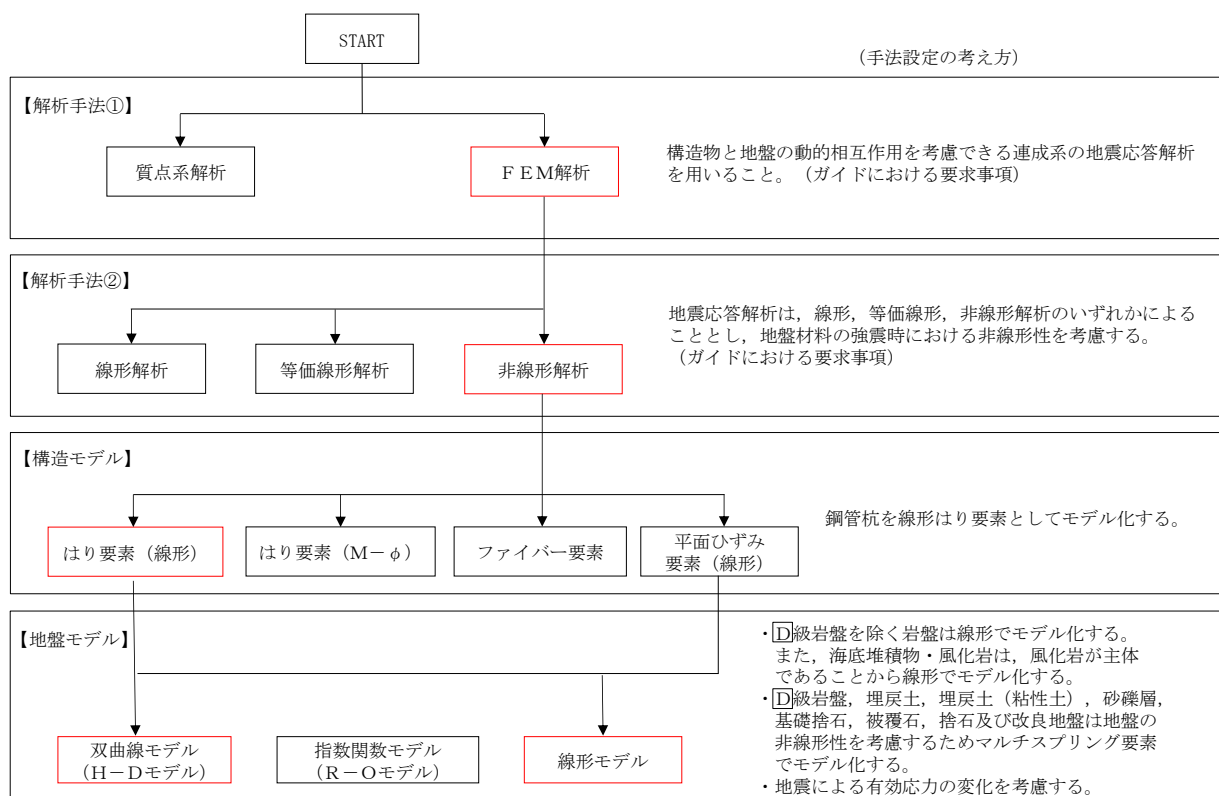 START
（手法設定の考え方）
【解析手法①】
質点系解析
ＦＥＭ解析
構造物と地盤の動的相互作用を考慮できる連成系の地震応答解析
を用いること。（ガイドにおける要求事項）
【解析手法②】
地震応答解析は，線形，等価線形，非線形解析のいずれかによる
こととし，地盤材料の強震時における非線形性を考慮する。
（ガイドにおける要求事項）
線形解析
等価線形解析
非線形解析
【構造モデル】
鋼管杭を線形はり要素としてモデル化する。
はり要素（線形）
はり要素（Ｍ－φ）
ファイバー要素
平面ひずみ
要素（線形）
【地盤モデル】
・Ｄ級岩盤を除く岩盤は線形でモデル化する。
また，海底堆積物・風化岩は，風化岩が主体
であることから線形でモデル化する。
・Ｄ級岩盤，埋戻土，埋戻土（粘性土），砂礫層，
基礎捨石，被覆石，捨石及び改良地盤は地盤の
非線形性を考慮するためマルチスプリング要素
でモデル化する。
・地震による有効応力の変化を考慮する。
双曲線モデル
（Ｈ－Ｄモデル）
指数関数モデル
（Ｒ－Ｏモデル）
線形モデル